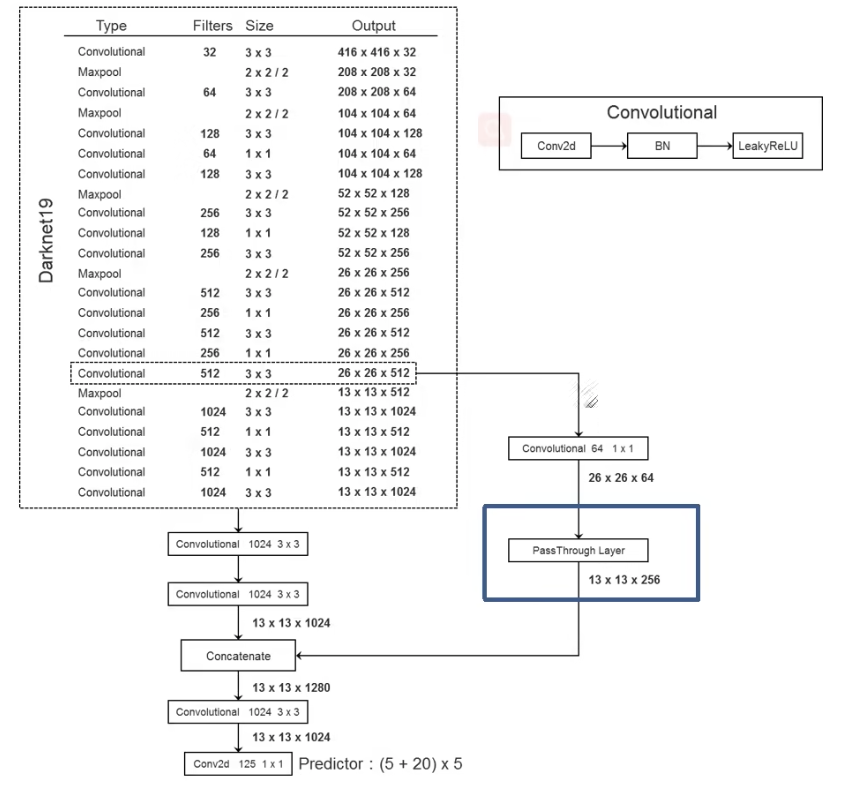 Type Filters Size Output
Convolutional 32 3 x 3 416 x 416 x 32
Maxpool 2 x 2 / 2 208 x 208 x 32
Convolutional 64 3 x 3 208 x 208 x 64
Maxpool 2 x 2 / 2 104 x 104 x 64
Convolutional 128 3 x 3 104 x 104 x 128
Convolutional 64 1 x 1 104 x 104 x 64
Convolutional 128 3 x 3 104 x 104 x 128
Maxpool 2 x 2 / 2 52 x 52 x 128
Convolutional 256 3 x 3 52 x 52 x 256
Convolutional 128 1 x 1 52 x 52 x 128
Convolutional 256 3 x 3 52 x 52 x 256
Maxpool 2 x 2 / 2 26 x 26 x 256
Convolutional 512 3 x 3 26 x 26 x 512
Convolutional 256 1 x 1 26 x 26 x 256
Convolutional 512 3 x 3 26 x 26 x 512
Convolutional 256 1 x 1 26 x 26 x 256
Convolutional 512 3 x 3 26 x 26 x 512
Maxpool 2 x 2 / 2 13 x 13 x 512
Convolutional 1024 3 x 3 13 x 13 x 1024
Convolutional 512 1 x 1 13 x 13 x 512
Convolutional 1024 3 x 3 13 x 13 x 1024
Convolutional 512 1 x 1 13 x 13 x 512
Convolutional 1024 3 x 3 13 x 13 x 1024
Darknet19
Convolutional
Conv2d BN LeakyReLU
Convolutional 64 1 x 1
26 x 26 x 64
PassThrough Layer
13 x 13 x 256
Convolutional 1024 3 x 3
Convolutional 1024 3 x 3
13 x 13 x 1024
Concatenate
13 x 13 x 1280
Convolutional 1024 3 x 3
13 x 13 x 1024
Conv2d 125 1 x 1 Predictor : (5 + 20) x 5